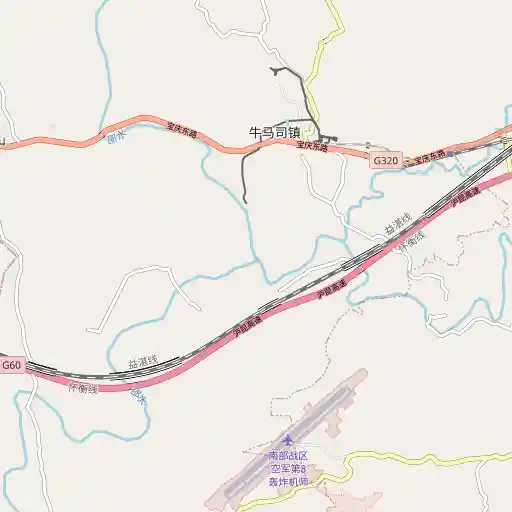 牛马司镇
宝庆东路
宝庆东路
宝庆东路
G320
山
沪昆高速
益湛线
怀衡线
沪昆高速
沪昆高速
益湛线
G60
怀衡线
南部战区
空军第8
轰炸机师